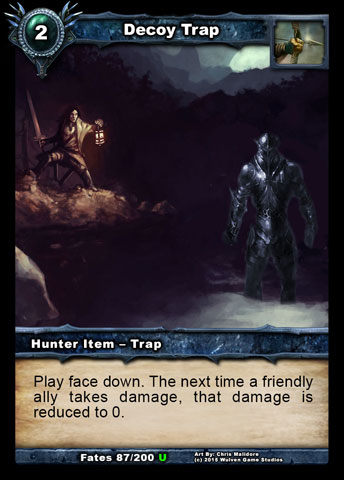 2
Decoy Trap
Hunter Item – Trap
Play face down. The next time a friendly
ally takes damage, that damage is
reduced to 0.
Fates 87/200 U
Art By: Chris Malidore
(c) 2015 Wulven Game Studios